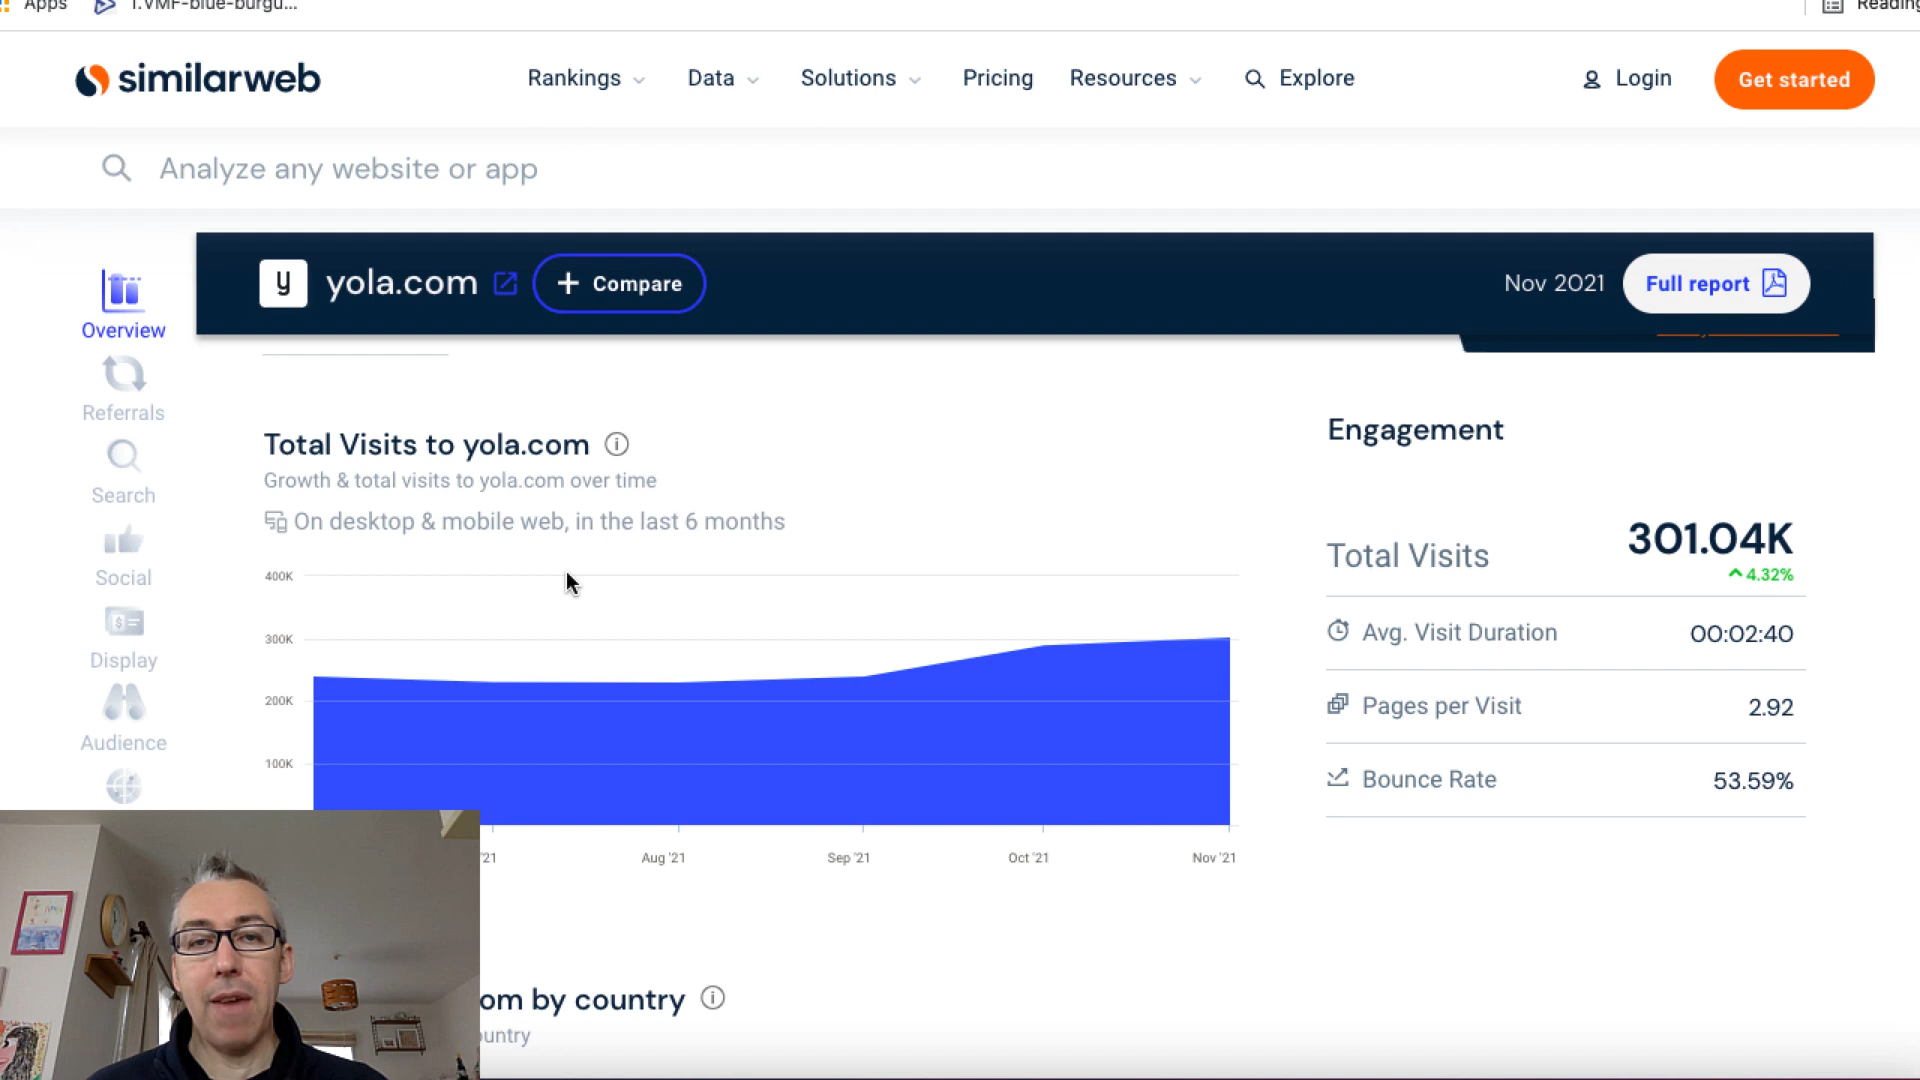 Apps
1.VMF-blue-burgu...
similarweb
Rankings
Data
Solutions
Pricing
Resources
Explore
Login
Get started
Analyze any website or app
y
yola.com
+ Compare
Nov 2021
Full report
Overview
Referrals
Search
Social
Display
Audience
Total Visits to yola.com
Growth & total visits to yola.com over time
On desktop & mobile web, in the last 6 months
400K
300K
200K
100K
'21
Aug '21
Sep '21
Oct '21
Nov '21
Engagement
Total Visits
301.04K
4.32%
Avg. Visit Duration
00:02:40
Pages per Visit
2.92
Bounce Rate
53.59%
om by country
ountry